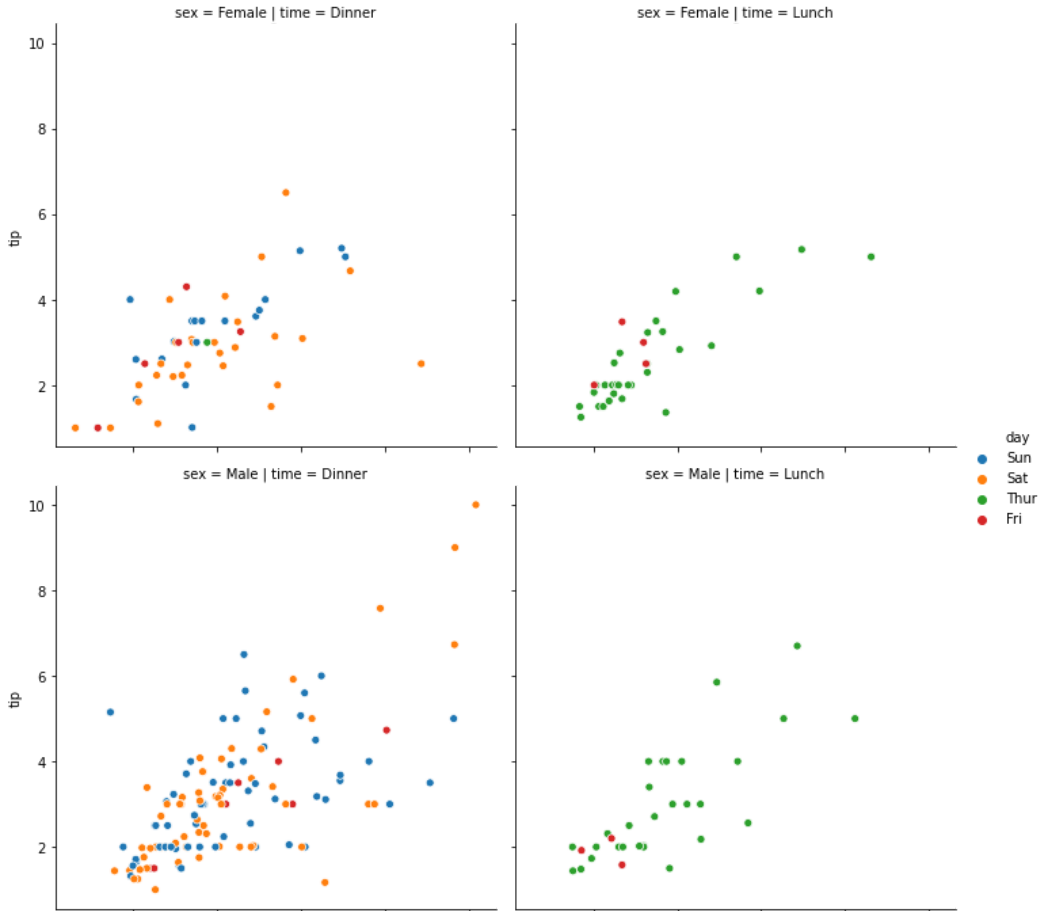 sex = Female | time = Dinner
sex = Female | time = Lunch
10
8
6
4
2
tip
day
Sun
Sat
Thur
Fri
sex = Male | time = Dinner
sex = Male | time = Lunch
10
8
6
4
2
tip